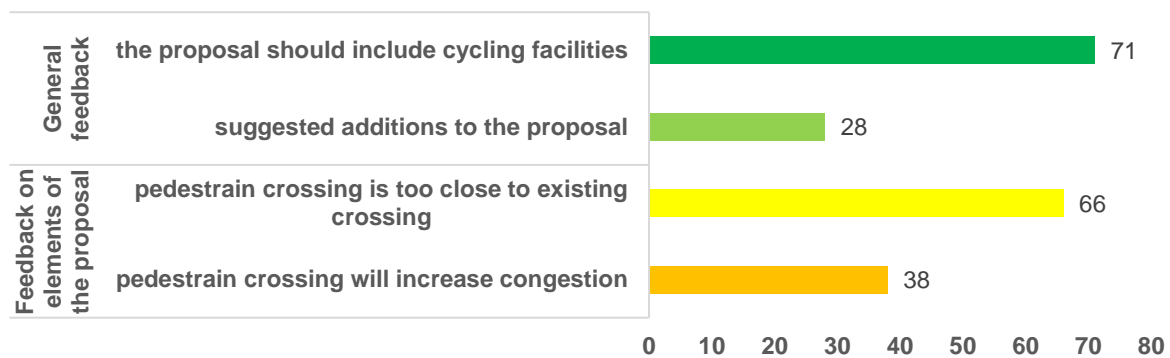 General
feedback
the proposal should include cycling facilities
71
suggested additions to the proposal
28
Feedback on
elements of
the proposal
pedestrain crossing is too close to existing
crossing
66
pedestrain crossing will increase congestion
38
0 10 20 30 40 50 60 70 80